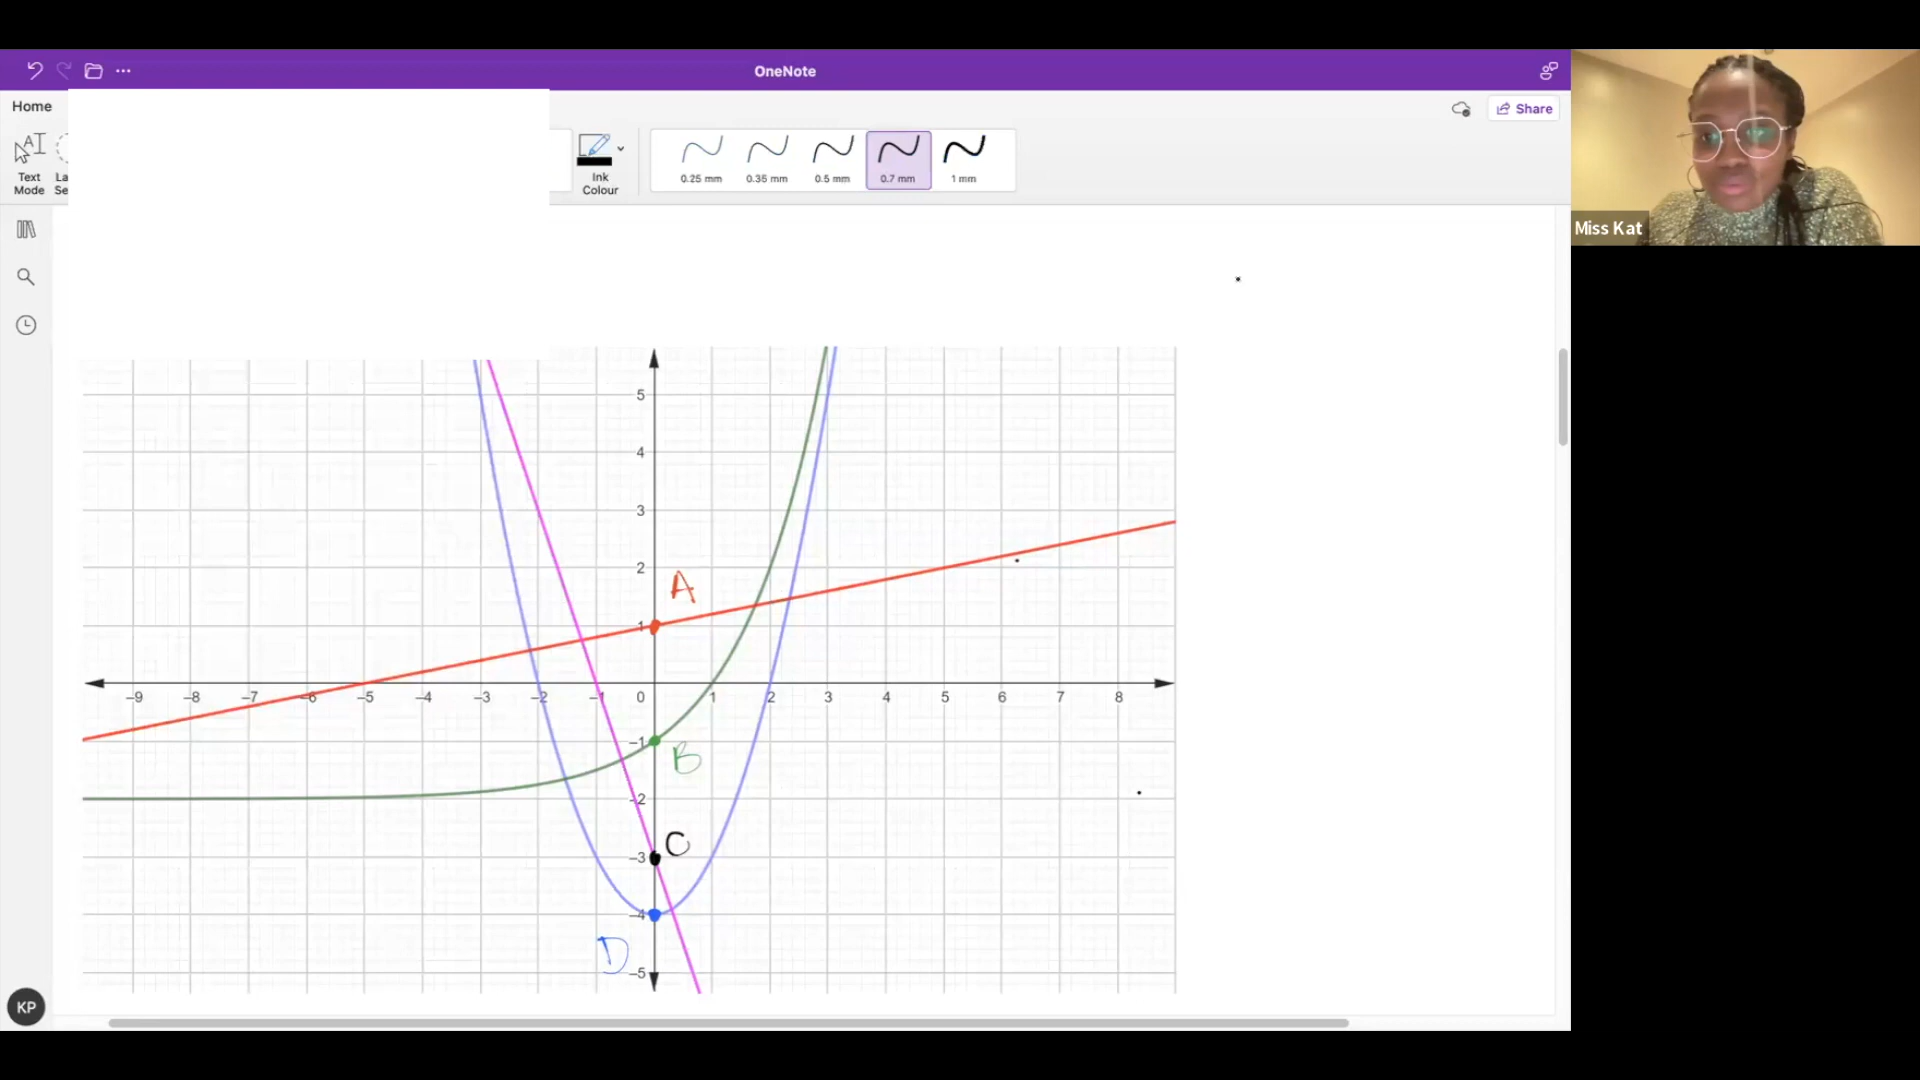 OneNote
Home
Share
Text
Mode
La
Se
Ink
Colour
0.25 mm
0.35 mm
0.5 mm
0.7 mm
1 mm
Miss Kat
5
4
3
2
A
1
–9 –8 –7 –6 –5 –4 –3 –2 –1 0 1 2 3 4 5 6 7 8
–1
B
–2
C
–3
–4
D
–5
KP